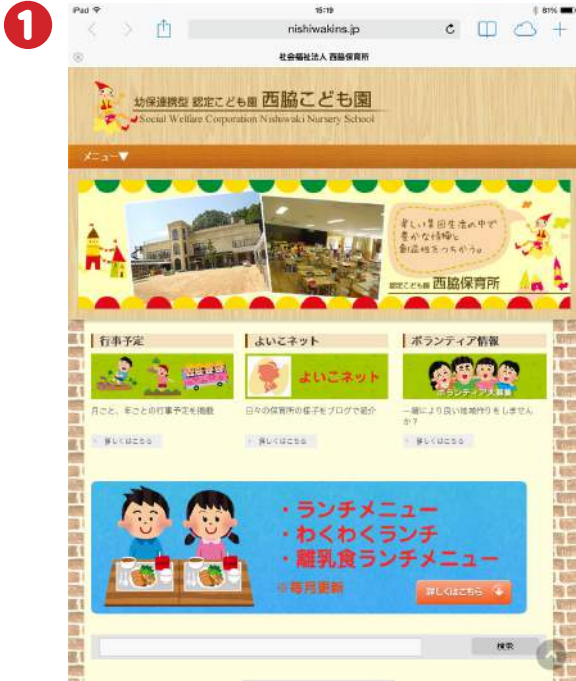 1
iPad
15:19
81%
nishiwakins.jp
社会福祉法人 西脇保育所
幼保連携型 認定こども園 西脇こども園
Social Welfare Corporation Nishiwaki Nursery School
メニュー▼
楽しい集団生活の中で
豊かな情操と
創造性をつちかう。
認定こども園 西脇保育所
行事予定
よいこネット
ボランティア情報
よいこネット
ボランティア大募集
月ごと、年ごとの行事予定を掲載
日々の保育所の様子をブログで紹介
一緒により良い地域作りをしません
か?
詳しくはこちら
詳しくはこちら
詳しくはこちら
・ランチメニュー
・わくわくランチ
・離乳食ランチメニュー
※毎月更新
詳しくはこちら
検索